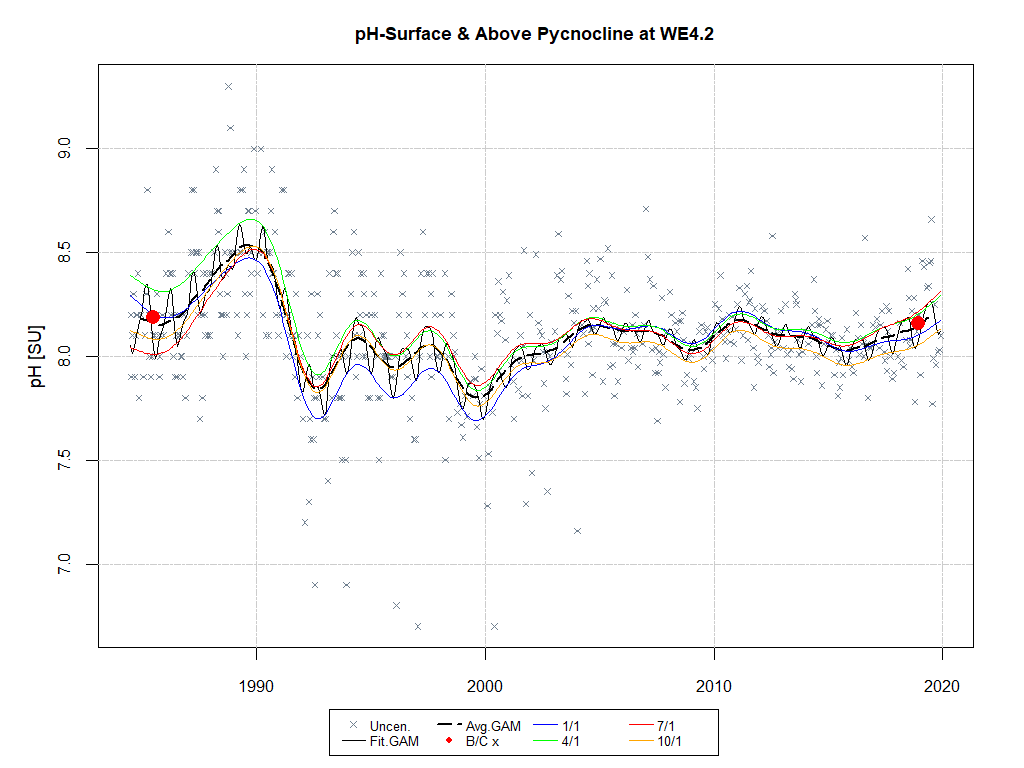 pH-Surface & Above Pycnocline at WE4.2
pH [SU]
9.0
8.5
8.0
7.5
7.0
1990 2000 2010 2020
Uncen. Avg.GAM 1/1 7/1
Fit.GAM B/C x 4/1 10/1